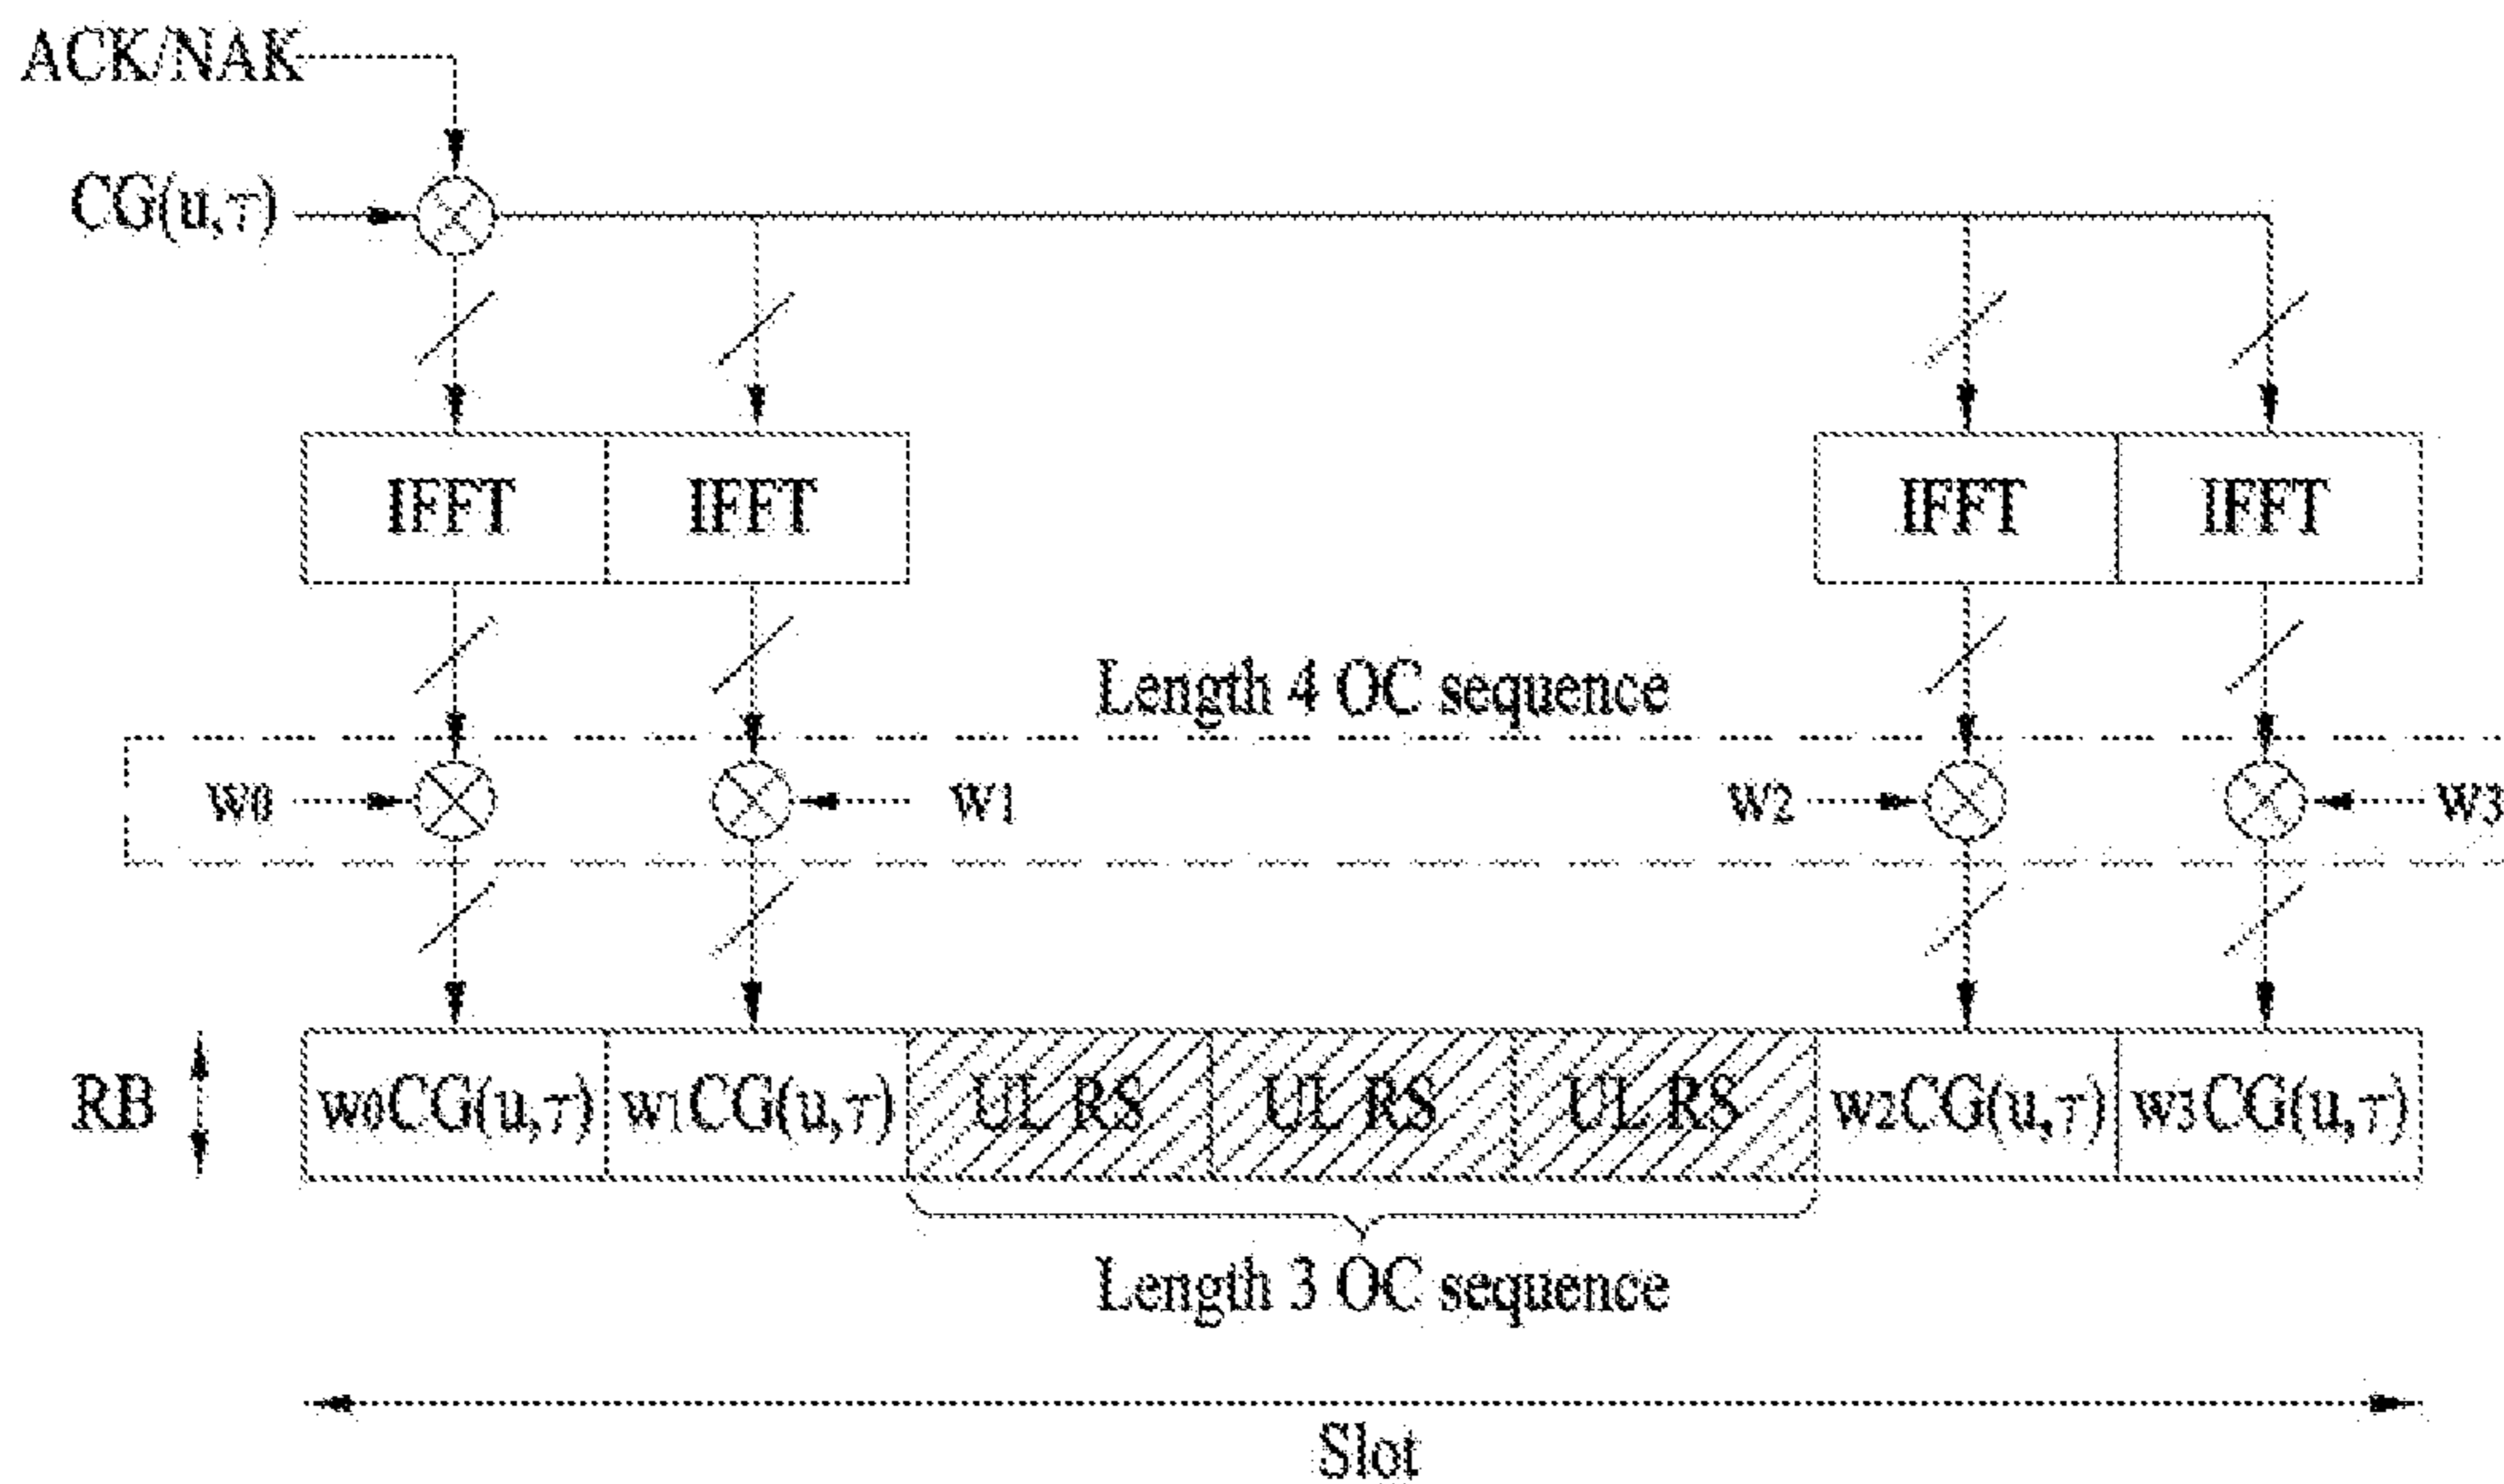 ACK/NAK
CG(u,τ)
IFFT IFFT IFFT IFFT
Length 4 OC sequence
W0 W1 W2 W3
RB w0CG(u,τ) w1CG(u,τ) UL RS UL RS UL RS w2CG(u,τ) w3CG(u,τ)
Length 3 OC sequence
Slot